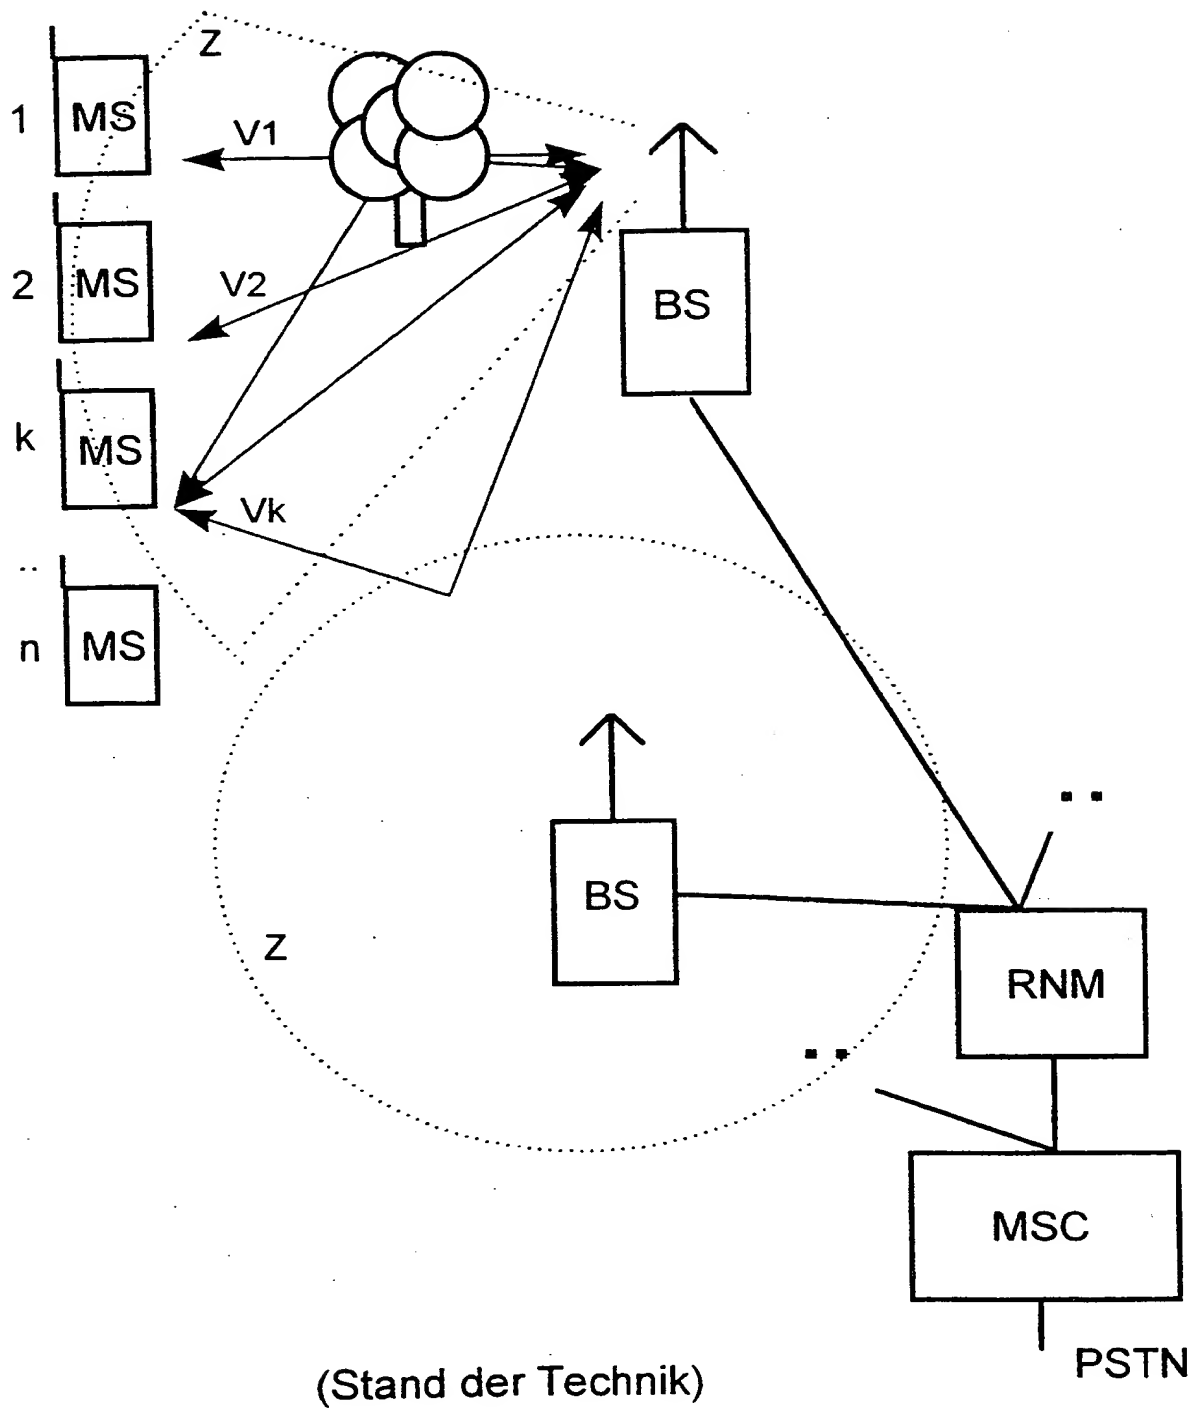 Z
1
MS
V1
2
MS
V2
BS
k
MS
Vk
..
n
MS
..
BS
Z
RNM
..
MSC
PSTN
(Stand der Technik)